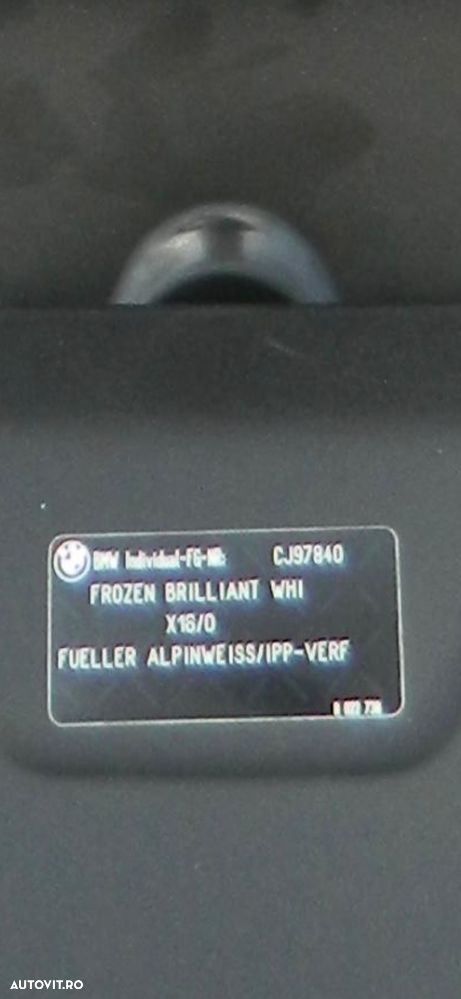 BMW Individual-FG-NR: CJ97840
FROZEN BRILLIANT WHI
X16/0
FUELLER ALPINWEISS/IPP-VERF
AUTOVIT.RO